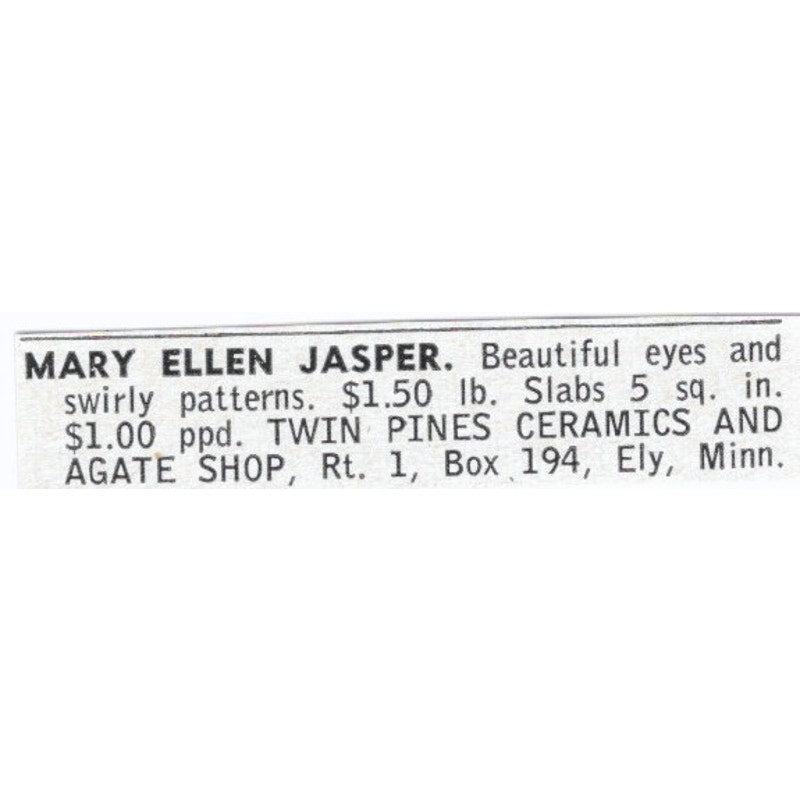 MARY ELLEN JASPER. Beautiful eyes and
swirly patterns. $1.50 lb. Slabs 5 sq. in.
$1.00 ppd. TWIN PINES CERAMICS AND
AGATE SHOP, Rt. 1, Box 194, Ely, Minn.